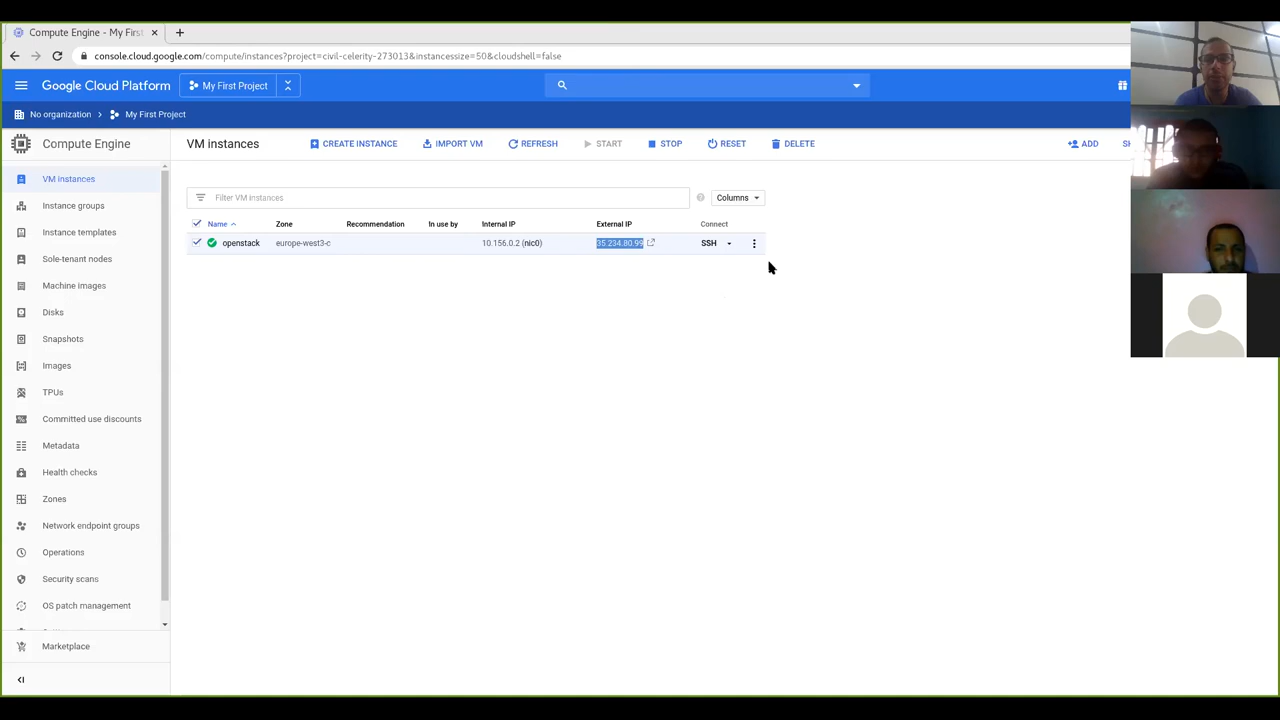 Compute Engine - My First
console.cloud.google.com/compute/instances?project=civil-celerity-273013&instancessize=50&cloudshell=false
Google Cloud Platform My First Project
No organization My First Project
Compute Engine VM instances CREATE INSTANCE IMPORT VM REFRESH START STOP RESET DELETE ADD
VM instances
Instance groups
Instance templates
Sole-tenant nodes
Machine images
Disks
Snapshots
Images
TPUs
Committed use discounts
Metadata
Health checks
Zones
Network endpoint groups
Operations
Security scans
OS patch management
Marketplace
Filter VM instances Columns
Name Zone Recommendation In use by Internal IP External IP Connect
openstack europe-west3-c 10.156.0.2 (nic0) 35.234.80.99 SSH